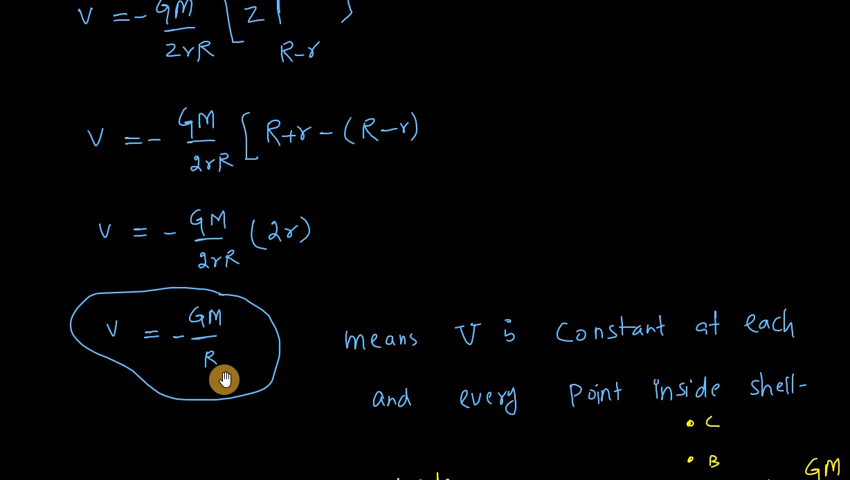 V = - GM/2rR [ Z |
R-r
V = - GM/2rR [ R+r - (R-r)
V = - GM/2rR (2r)
V = - GM/R
means V is Constant at each
and every Point inside shell-
C
B
GM